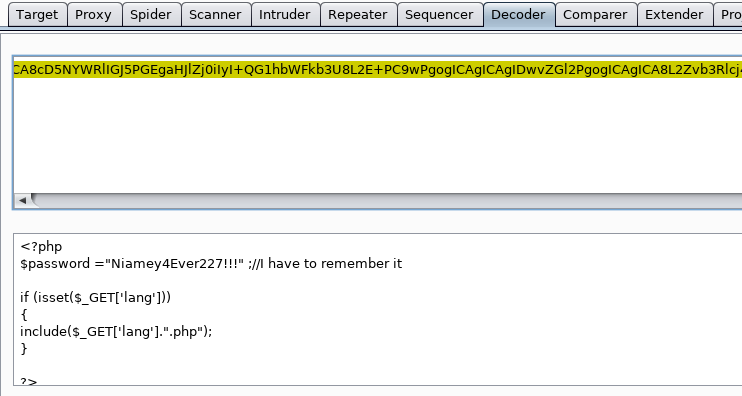 Target Proxy Spider Scanner Intruder Repeater Sequencer Decoder Comparer Extender Pro
CA8cD5NYWRlIGJ5PGEgaHJlZj0iIyI+QG1hbWFkb3U8L2E+PC9wPgogICAgICAgIDwvZGl2PgogICAgICA8L2Zvb3Rlcj4
<?php
$password ="Niamey4Ever227!!!" ;//I have to remember it
if (isset($_GET['lang']))
{
include($_GET['lang'].".php");
}
?>